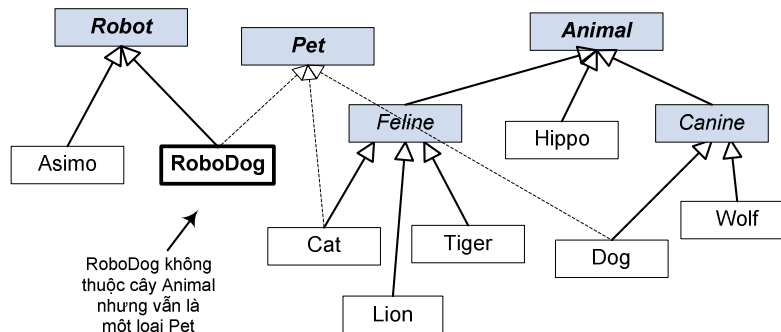 Robot
Pet
Animal
Feline
Hippo
Canine
Asimo
RoboDog
Cat
Tiger
Dog
Wolf
Lion
RoboDog không
thuộc cây Animal
nhưng vẫn là
một loại Pet